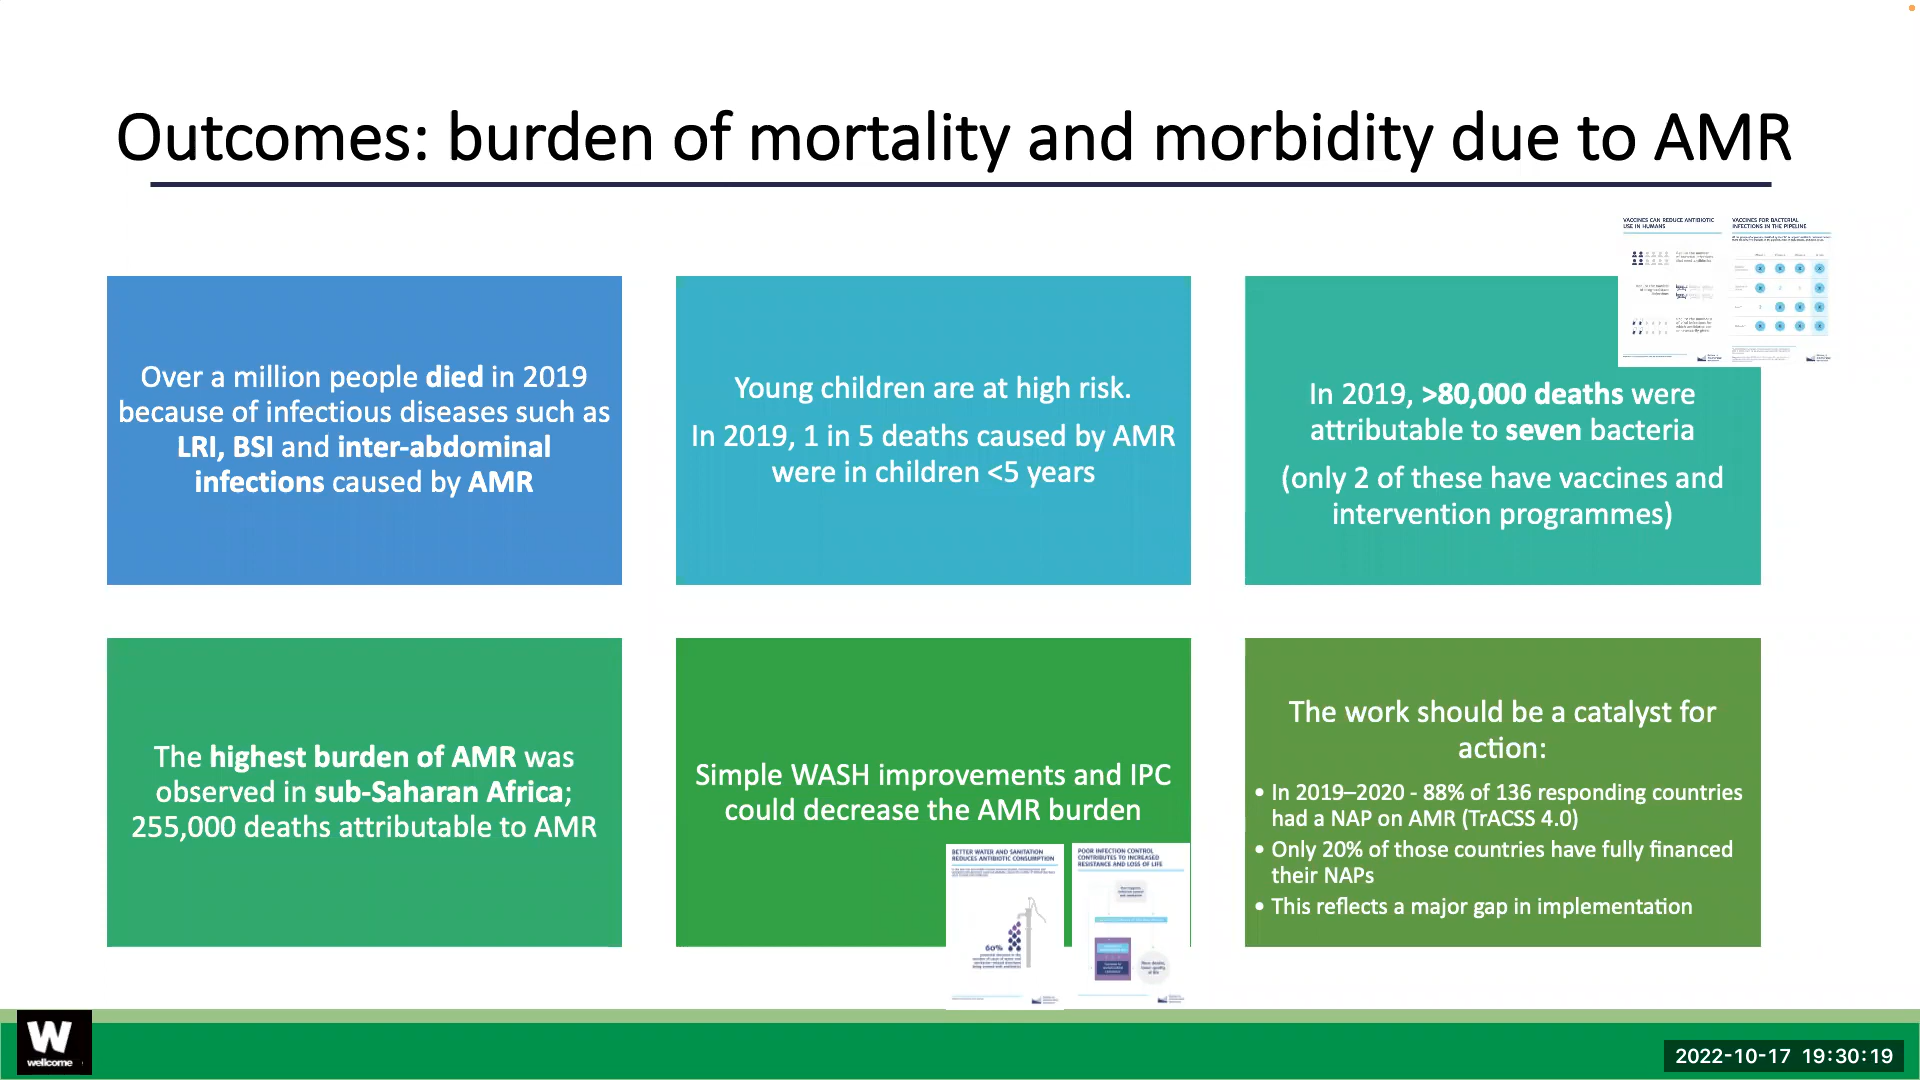 Outcomes: burden of mortality and morbidity due to AMR
VACCINES CAN REDUCE ANTIBIOTIC
USE IN HUMANS
VACCINES FOR BACTERIAL
INFECTIONS IN THE PIPELINE
Over a million people died in 2019
because of infectious diseases such as
LRI, BSI and inter-abdominal
infections caused by AMR
Young children are at high risk.
In 2019, 1 in 5 deaths caused by AMR
were in children <5 years
In 2019, >80,000 deaths were
attributable to seven bacteria
(only 2 of these have vaccines and
intervention programmes)
The highest burden of AMR was
observed in sub-Saharan Africa;
255,000 deaths attributable to AMR
Simple WASH improvements and IPC
could decrease the AMR burden
BETTER WATER AND SANITATION
REDUCES ANTIBIOTIC CONSUMPTION
60%
POOR INFECTION CONTROL
CONTRIBUTES TO INCREASED
RESISTANCE AND LOSS OF LIFE
The work should be a catalyst for
action:
• In 2019–2020 - 88% of 136 responding countries
had a NAP on AMR (TrACSS 4.0)
• Only 20% of those countries have fully financed
their NAPs
• This reflects a major gap in implementation
W
wellcome
2022-10-17 19:30:19